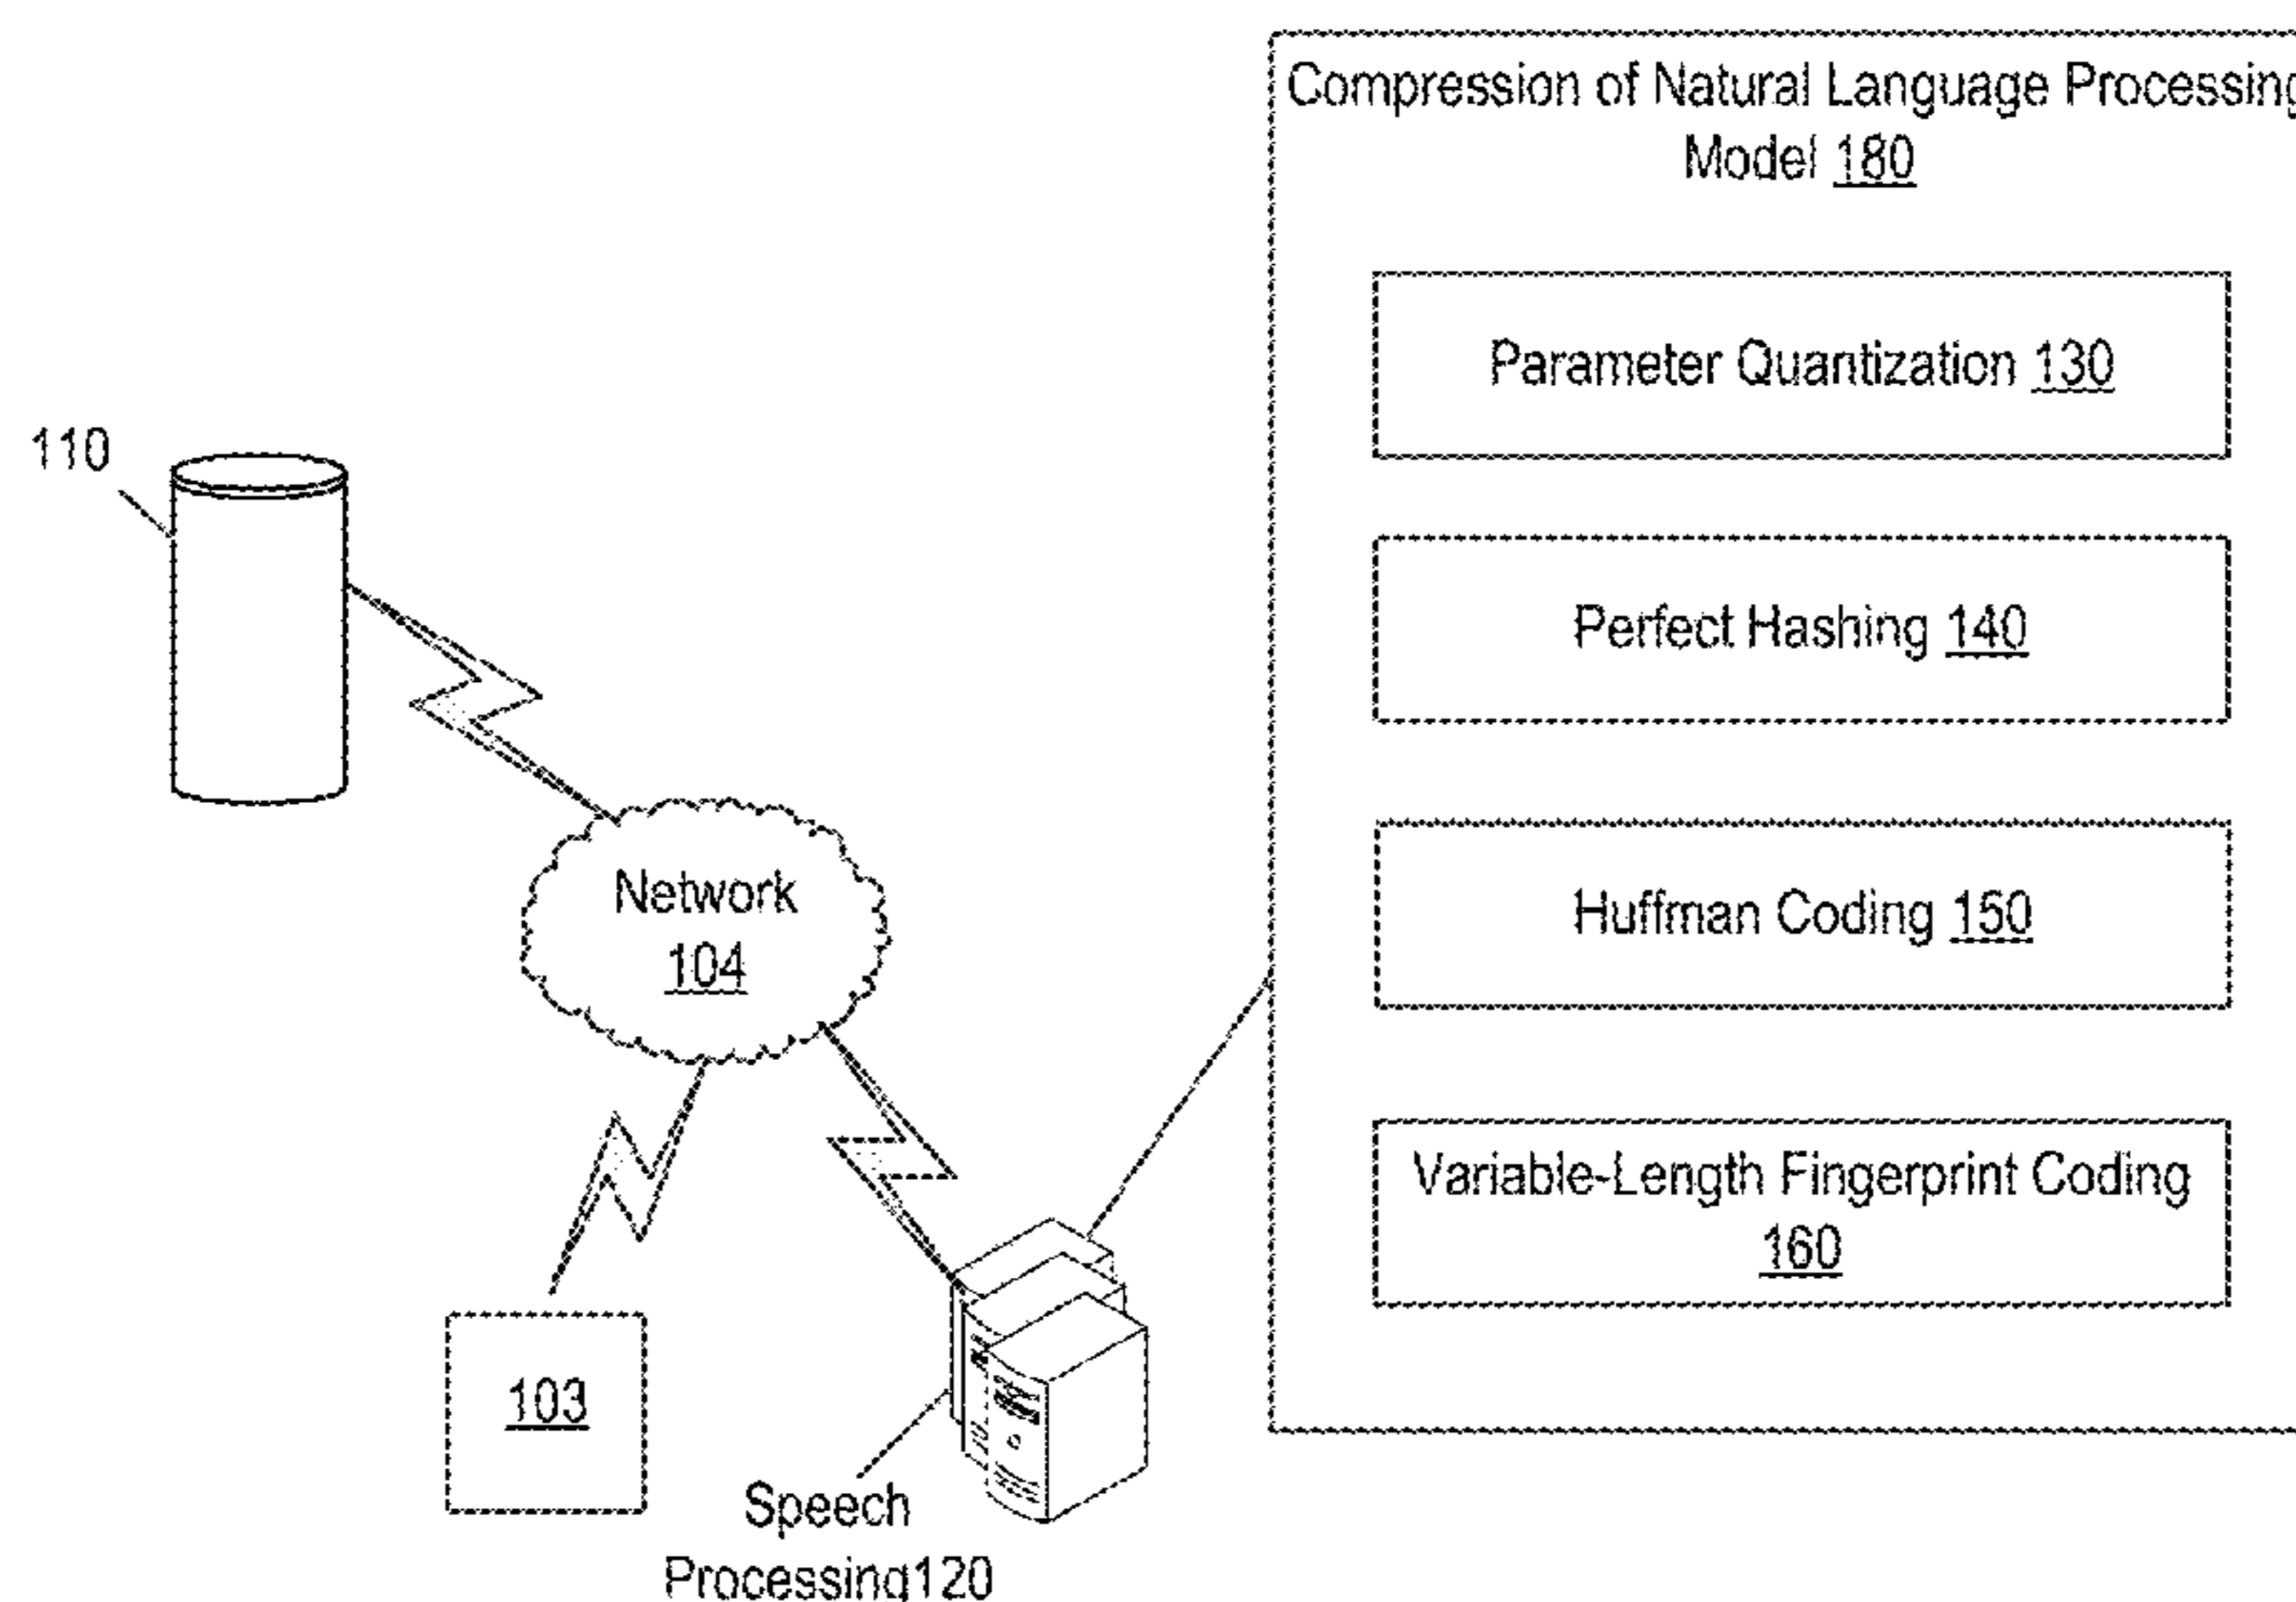 Compression of Natural Language Processing
Model 180
Parameter Quantization 130
110
Perfect Hashing 140
Network
104
Huffman Coding 150
Variable-Length Fingerprint Coding
160
103
Speech
Processing120